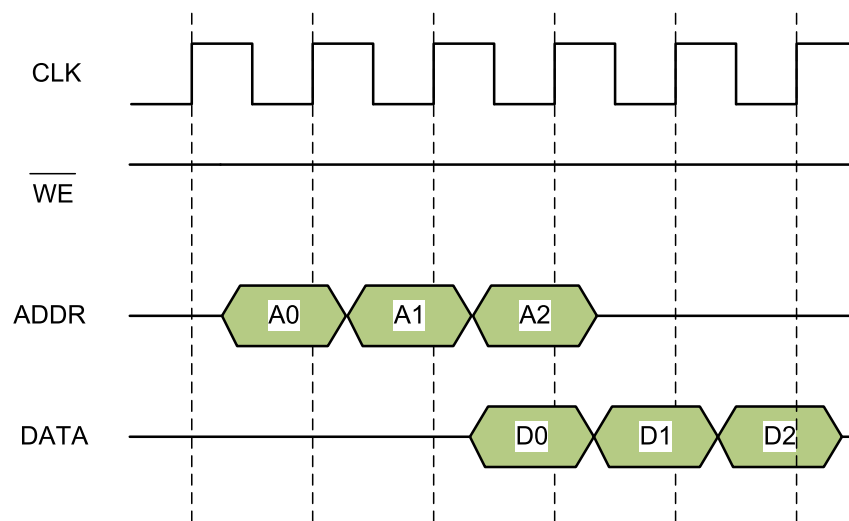 CLK
WE
ADDR
A0 A1 A2
DATA
D0 D1 D2